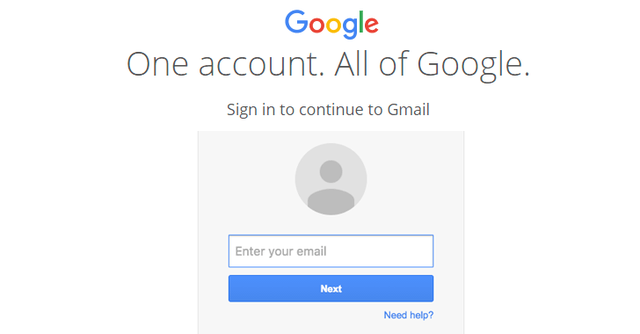 Google
One account. All of Google.
Sign in to continue to Gmail
Enter your email
Next
Need help?